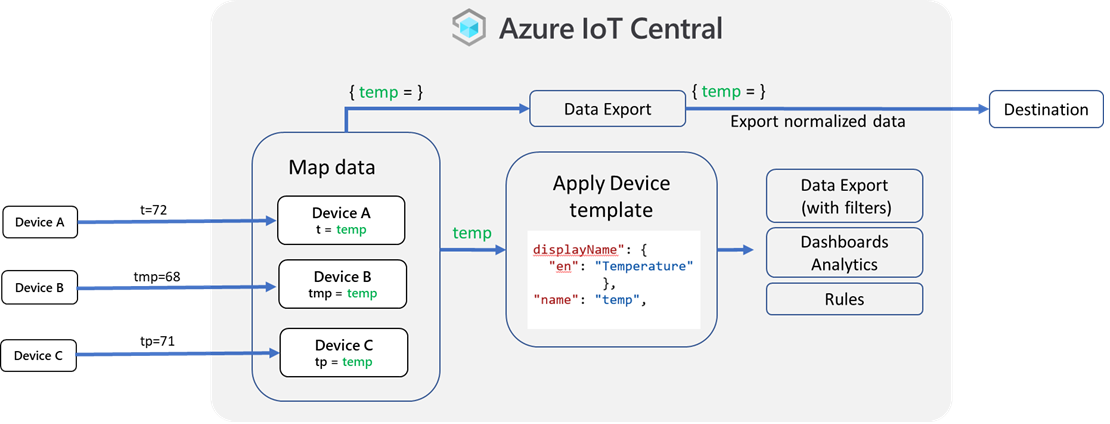 Azure IoT Central
{ temp = }
Data Export
{ temp = }
Export normalized data
Destination
Map data
Device A
t=72
Device A
t = temp
Device B
tmp=68
Device B
tmp = temp
Device C
tp=71
Device C
tp = temp
temp
Apply Device
template
displayName": {
"en": "Temperature"
},
"name": "temp",
Data Export
(with filters)
Dashboards
Analytics
Rules